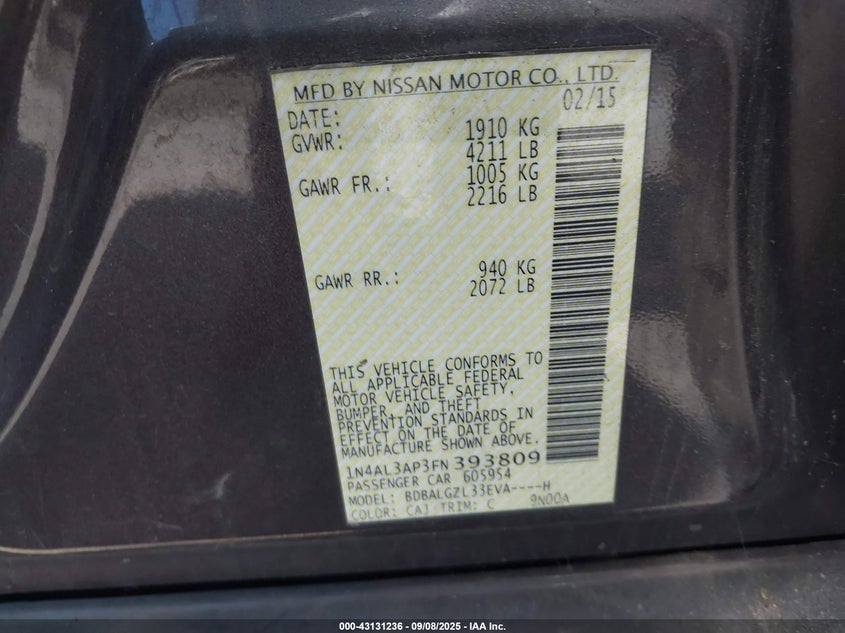 MFD BY NISSAN MOTOR CO., LTD
DATE: 02/15
GVWR: 1910 KG
4211 LB
GAWR FR.: 1005 KG
2216 LB
GAWR RR.: 940 KG
2072 LB
THIS VEHICLE CONFORMS TO
ALL APPLICABLE FEDERAL
MOTOR VEHICLE SAFETY,
BUMPER, AND THEFT
PREVENTION STANDARDS IN
EFFECT ON THE DATE OF
MANUFACTURE SHOWN ABOVE.
1N4AL3AP3FN393809
PASSENGER CAR 605954
MODEL: BDBALGZL33EVA----H
COLOR: CAJ TRIM: C 9N00A
000-43131236 - 09/08/2025 - IAA Inc.